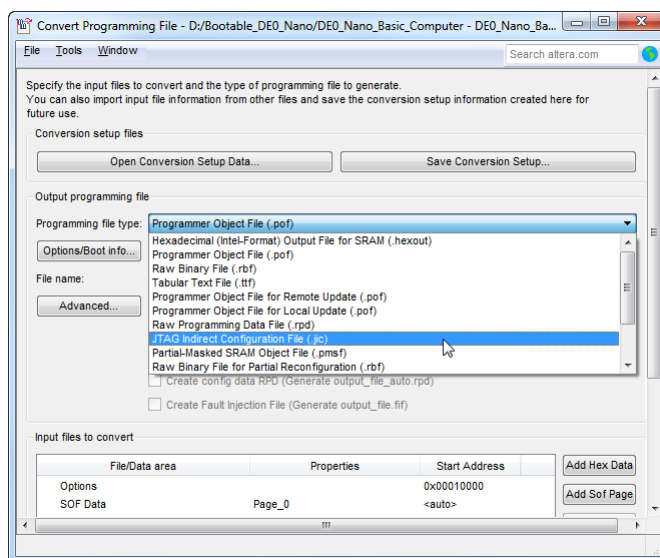 Convert Programming File - D:/Bootable_DE0_Nano/DE0_Nano_Basic_Computer - DE0_Nano_Ba...
File Tools Window
Search altera.com
Specify the input files to convert and the type of programming file to generate.
You can also import input file information from other files and save the conversion setup information created here for
future use.
Conversion setup files
Open Conversion Setup Data...
Save Conversion Setup...
Output programming file
Programming file type: Programmer Object File (.pof)
Hexadecimal (Intel-Format) Output File for SRAM (.hexout)
Options/Boot info...
Programmer Object File (.pof)
Raw Binary File (.rbf)
File name:
Tabular Text File (.ttf)
Programmer Object File for Remote Update (.pof)
Advanced...
Programmer Object File for Local Update (.pof)
Raw Programming Data File (.rpd)
JTAG Indirect Configuration File (.jic)
Partial-Masked SRAM Object File (.pmsf)
Raw Binary File for Partial Reconfiguration (.rbf)
Create config data RPD (Generate output_file_auto.rpd)
Create Fault Injection File (Generate output_file.fif)
Input files to convert
File/Data area Properties Start Address
Add Hex Data
Options 0x00010000
SOF Data Page_0 <auto>
Add Sof Page